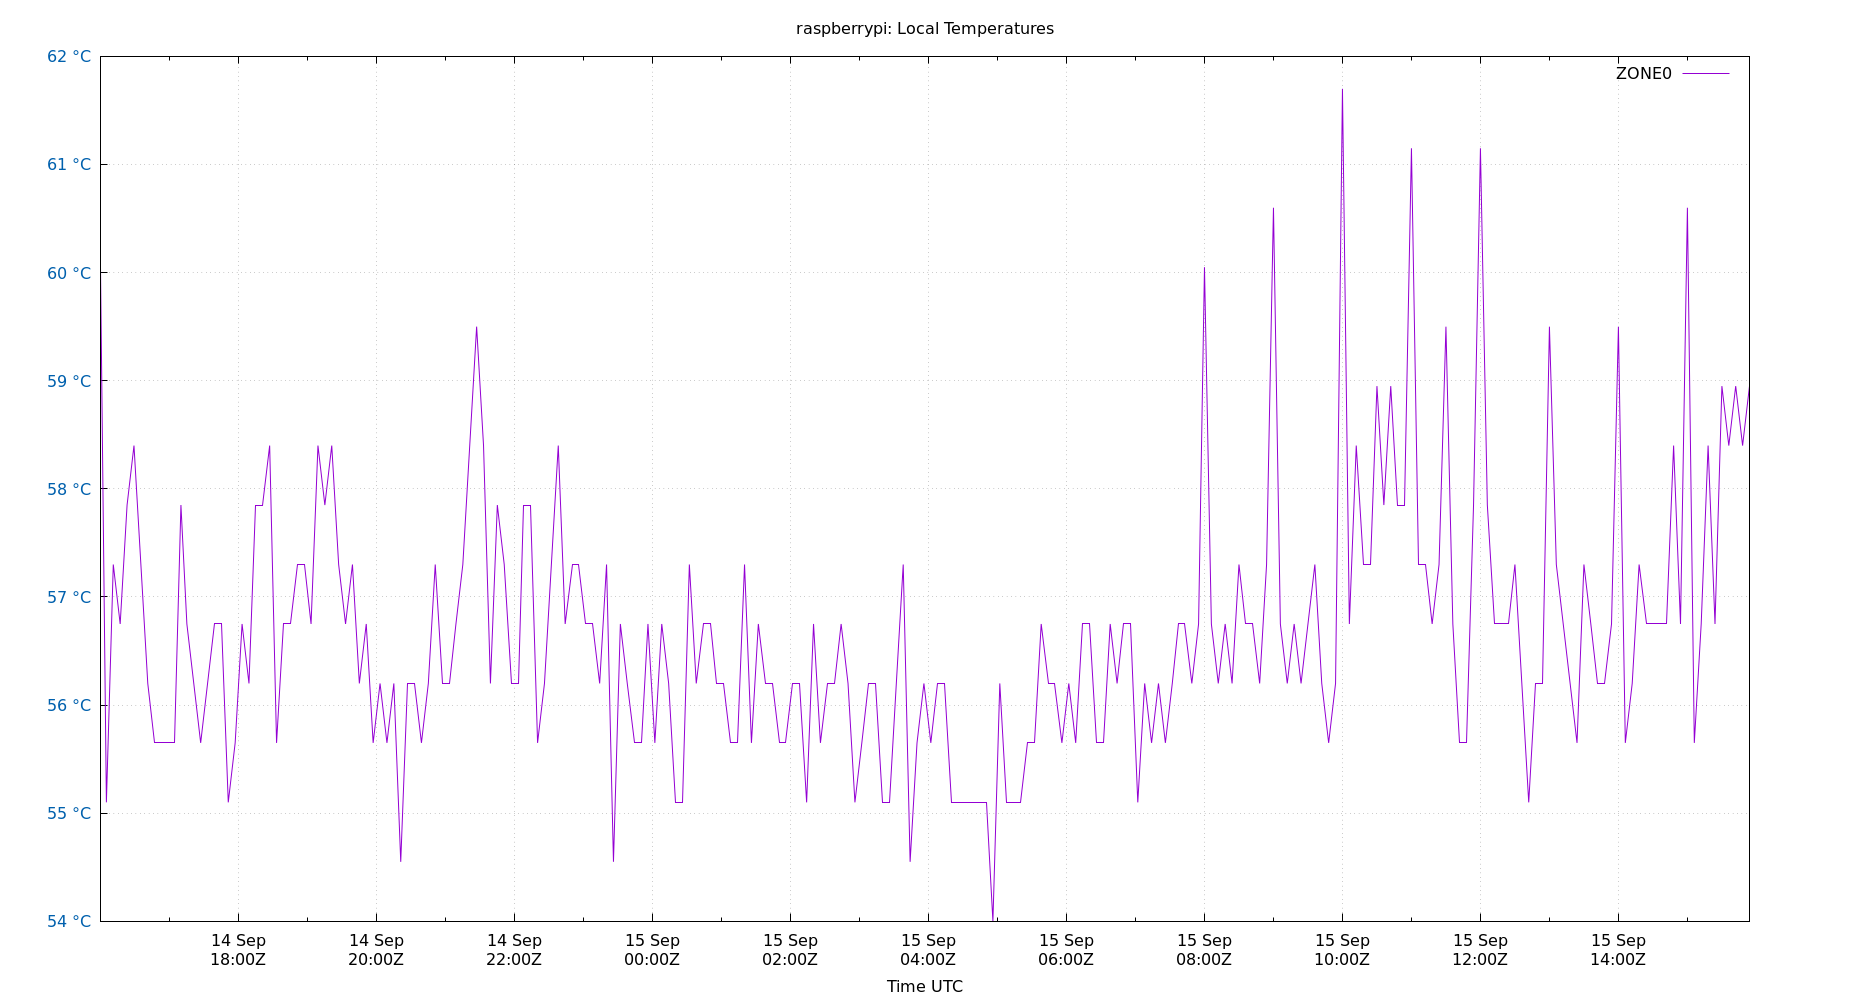 raspberrypi: Local Temperatures
ZONE0
62 °C
61 °C
60 °C
59 °C
58 °C
57 °C
56 °C
55 °C
54 °C
14 Sep
18:00Z
14 Sep
20:00Z
14 Sep
22:00Z
15 Sep
00:00Z
15 Sep
02:00Z
15 Sep
04:00Z
15 Sep
06:00Z
15 Sep
08:00Z
15 Sep
10:00Z
15 Sep
12:00Z
15 Sep
14:00Z
Time UTC